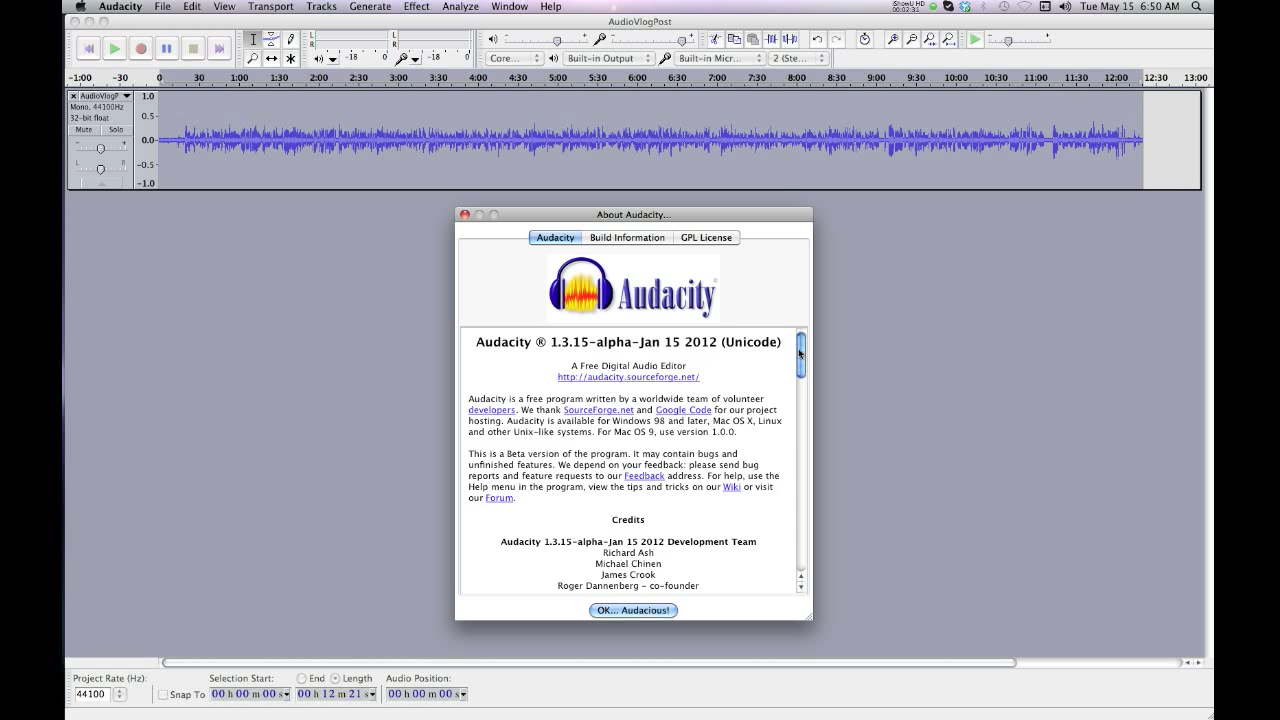 Audacity File Edit View Transport Tracks Generate Effect Analyze Window Help
iShowU HD
00:02:31
Tue May 15 6:50 AM
AudioVlogPost
L
R
L
R
-18 0
-18 0
Core...
Built-in Output
Built-in Micr...
2 (Ste...
-1:00 -30 0 30 1:00 1:30 2:00 2:30 3:00 3:30 4:00 4:30 5:00 5:30 6:00 6:30 7:00 7:30 8:00 8:30 9:00 9:30 10:00 10:30 11:00 11:30 12:00 12:30 13:00
AudioVlogP
Mono, 44100Hz
32-bit float
Mute Solo
- +
L R
1.0
0.5
0.0
-0.5
-1.0
About Audacity...
Audacity Build Information GPL License
Audacity
Audacity ® 1.3.15-alpha-Jan 15 2012 (Unicode)
A Free Digital Audio Editor
http://audacity.sourceforge.net/
Audacity is a free program written by a worldwide team of volunteer
developers. We thank SourceForge.net and Google Code for our project
hosting. Audacity is available for Windows 98 and later, Mac OS X, Linux
and other Unix-like systems. For Mac OS 9, use version 1.0.0.
This is a Beta version of the program. It may contain bugs and
unfinished features. We depend on your feedback: please send bug
reports and feature requests to our Feedback address. For help, use the
Help menu in the program, view the tips and tricks on our Wiki or visit
our Forum.
Credits
Audacity 1.3.15-alpha-Jan 15 2012 Development Team
Richard Ash
Michael Chinen
James Crook
Roger Dannenberg - co-founder
OK... Audacious!
Project Rate (Hz):
44100
Snap To
Selection Start:
00 h 00 m 00 s
End Length
00 h 12 m 21 s
Audio Position:
00 h 00 m 00 s